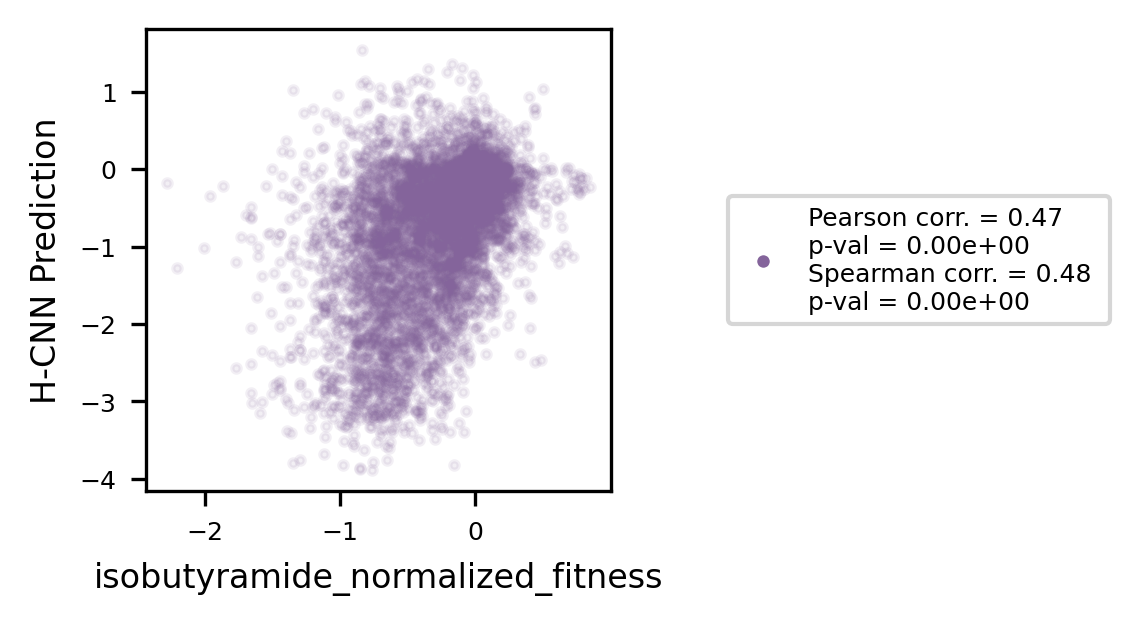 H-CNN Prediction
1
0
−1
−2
−3
−4
−2
−1
0
isobutyramide_normalized_fitness
Pearson corr. = 0.47
p-val = 0.00e+00
Spearman corr. = 0.48
p-val = 0.00e+00